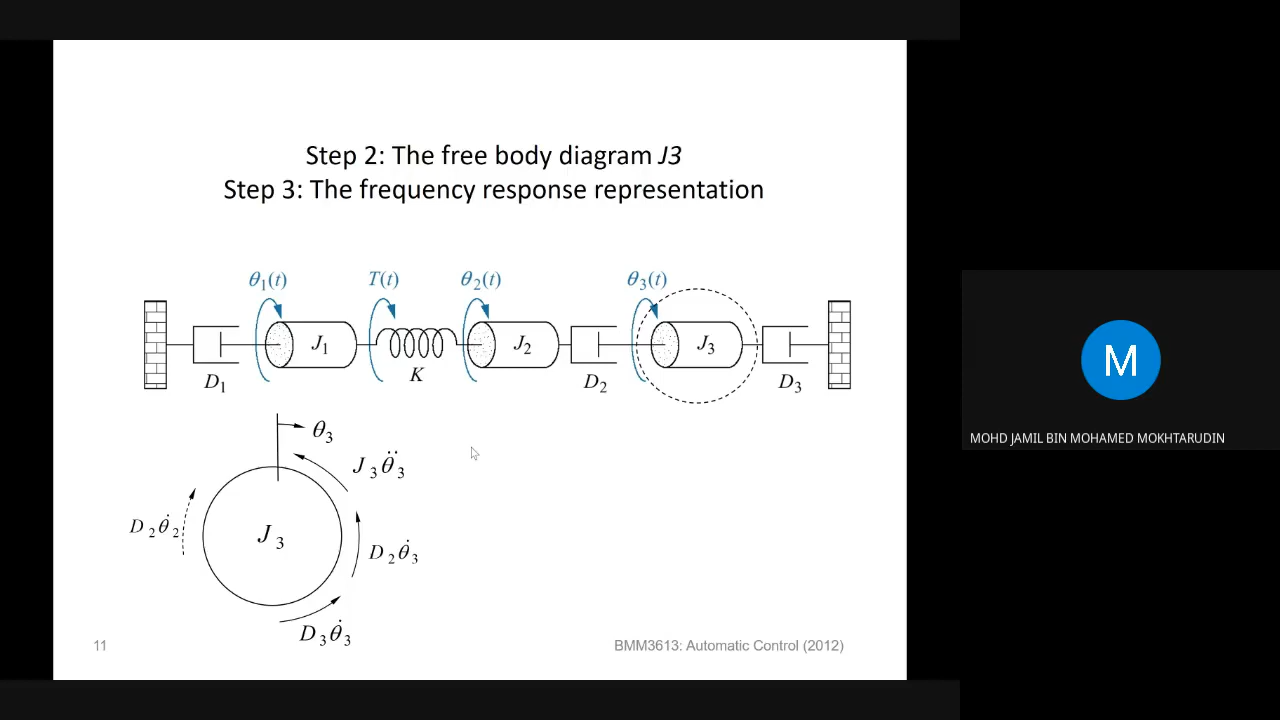 Step 2: The free body diagram J3
Step 3: The frequency response representation
θ₁(t) T(t) θ₂(t) θ₃(t)
J₁ J₂ J₃
K
D₁ D₂ D₃
θ₃
J₃θ̈₃
D₂θ̇₂
J₃
D₂θ̇₃
D₃θ̇₃
11
BMM3613: Automatic Control (2012)
M
MOHD JAMIL BIN MOHAMED MOKHTARUDIN